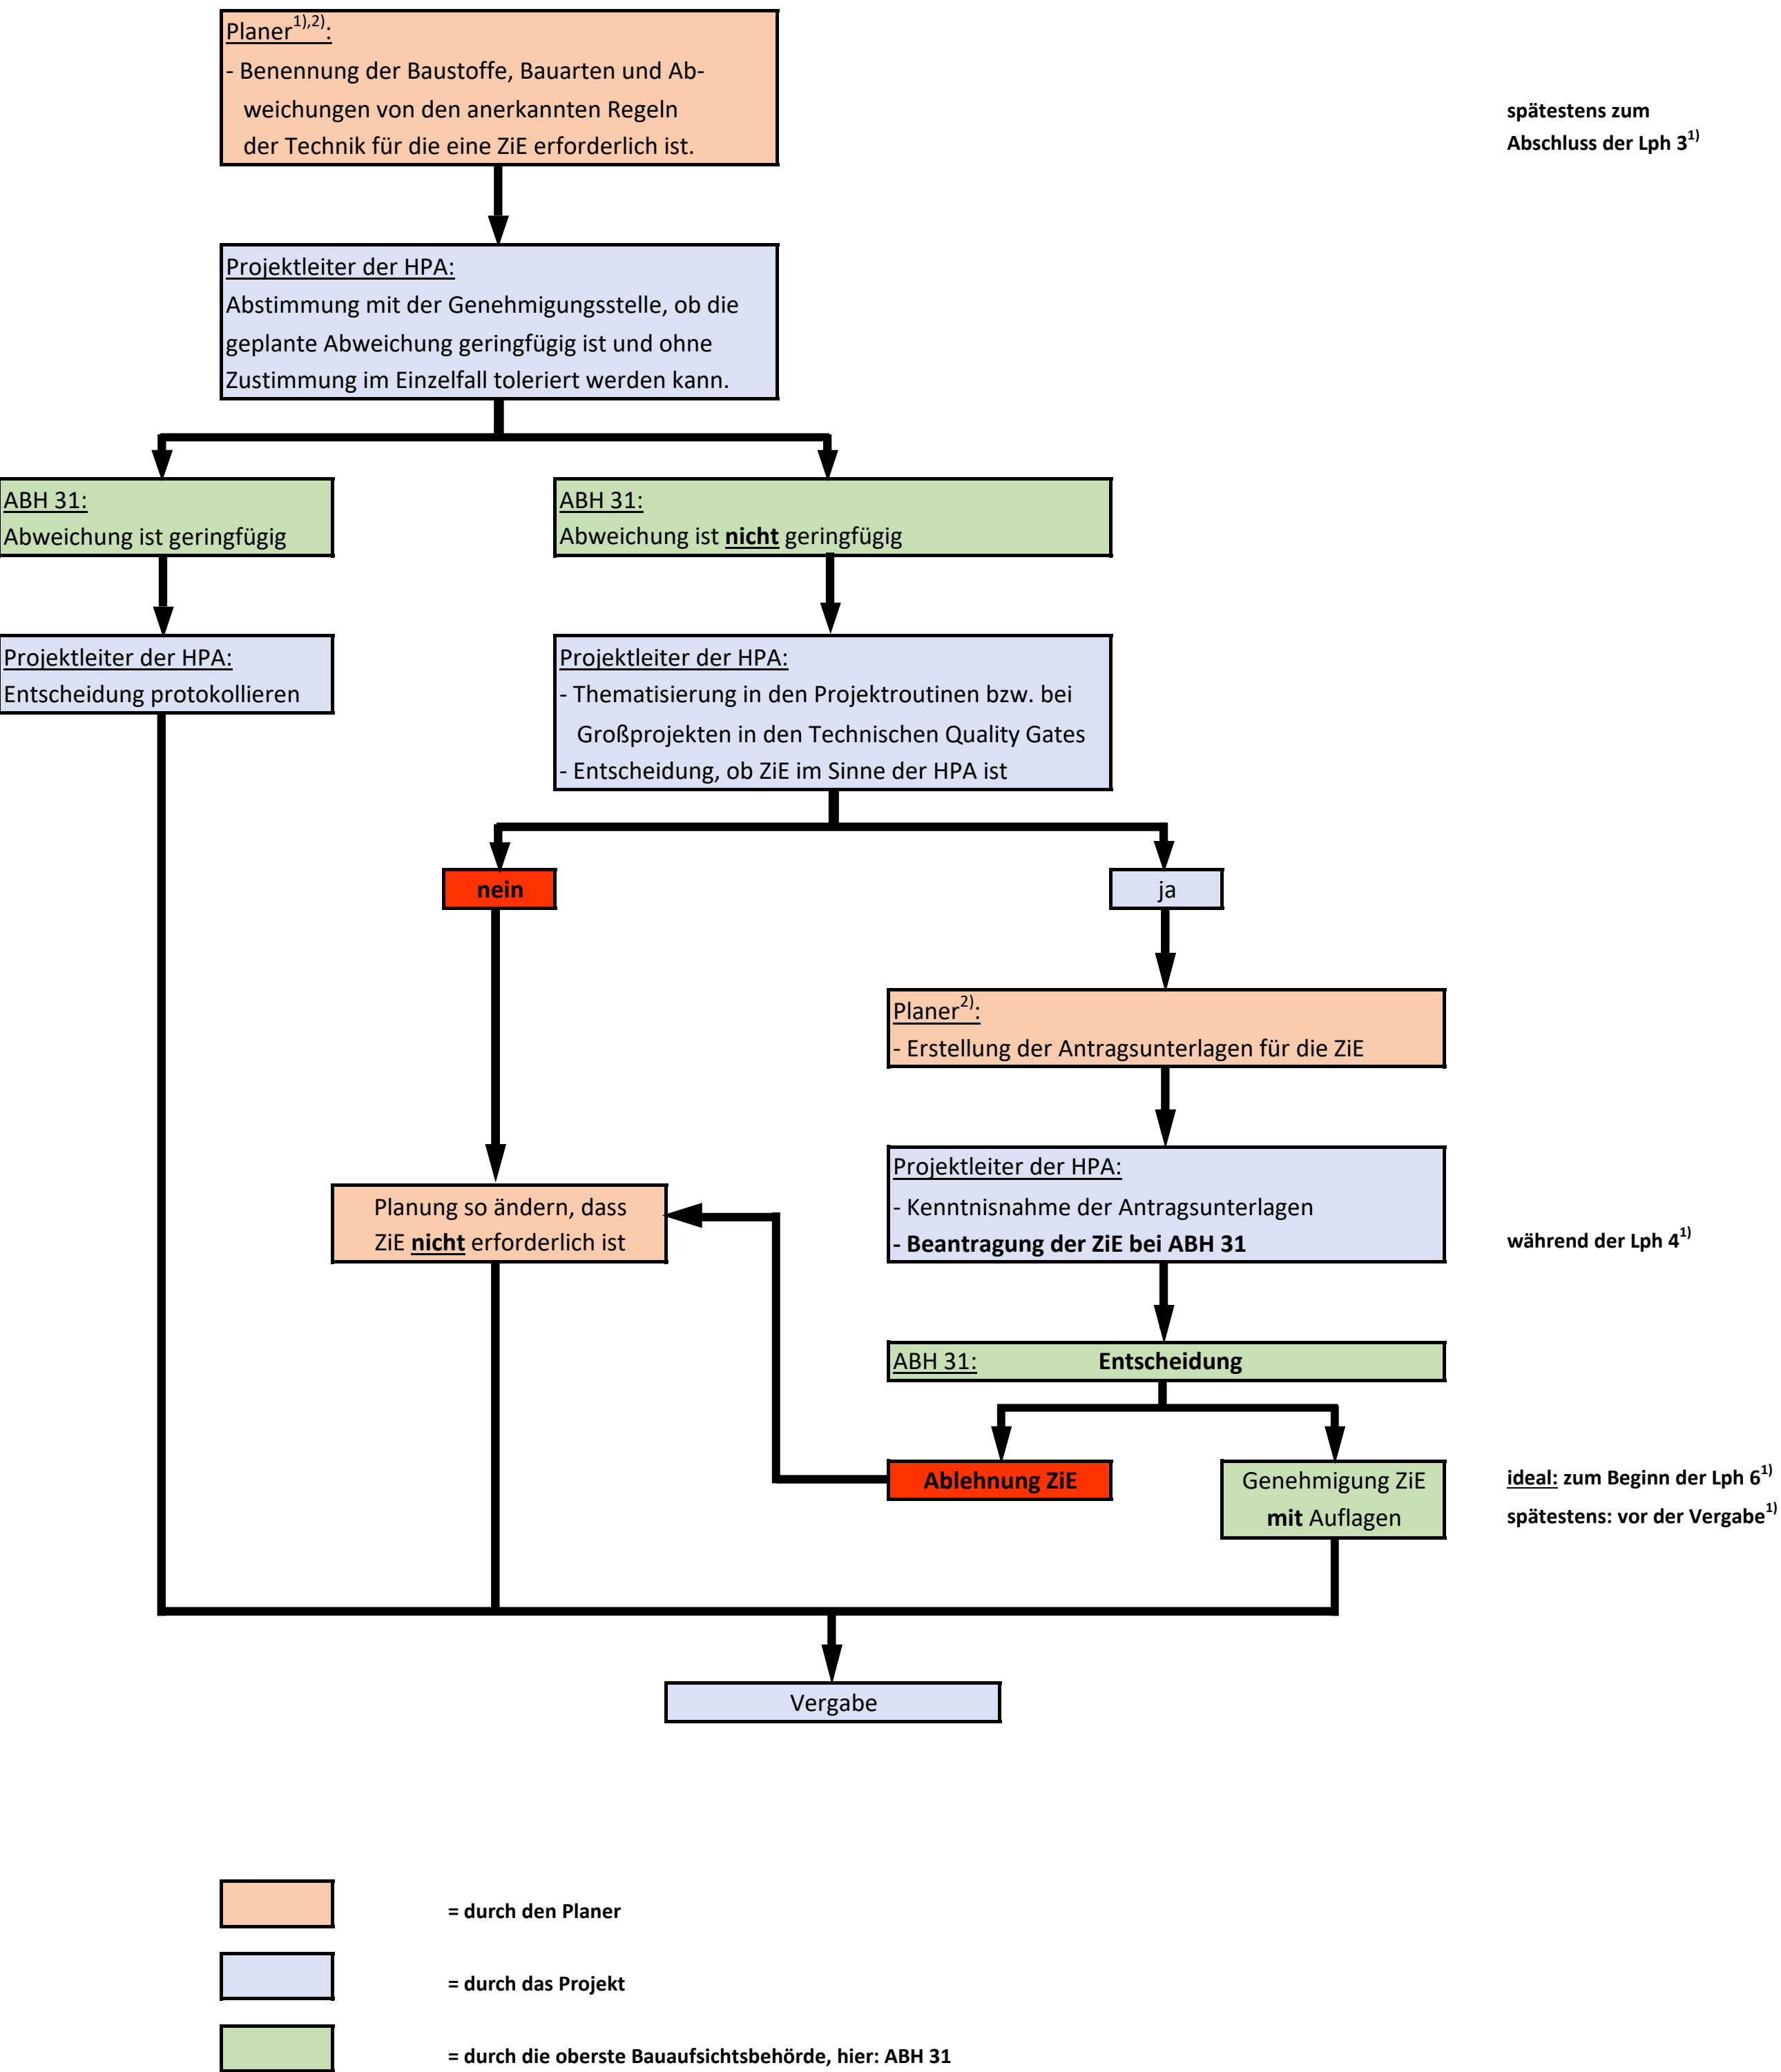 Planer1),2):
- Benennung der Baustoffe, Bauarten und Ab-
weichungen von den anerkannten Regeln
der Technik für die eine ZiE erforderlich ist.
spätestens zum
Abschluss der Lph 31)
Projektleiter der HPA:
Abstimmung mit der Genehmigungsstelle, ob die
geplante Abweichung geringfügig ist und ohne
Zustimmung im Einzelfall toleriert werden kann.
ABH 31:
Abweichung ist geringfügig
ABH 31:
Abweichung ist nicht geringfügig
Projektleiter der HPA:
Entscheidung protokollieren
Projektleiter der HPA:
- Thematisierung in den Projektroutinen bzw. bei
Großprojekten in den Technischen Quality Gates
- Entscheidung, ob ZiE im Sinne der HPA ist
nein
ja
Planer2):
- Erstellung der Antragsunterlagen für die ZiE
Projektleiter der HPA:
- Kenntnisnahme der Antragsunterlagen
- Beantragung der ZiE bei ABH 31
während der Lph 41)
Planung so ändern, dass
ZiE nicht erforderlich ist
ABH 31: Entscheidung
Ablehnung ZiE
Genehmigung ZiE
mit Auflagen
ideal: zum Beginn der Lph 61)
spätestens: vor der Vergabe1)
Vergabe
= durch den Planer
= durch das Projekt
= durch die oberste Bauaufsichtsbehörde, hier: ABH 31